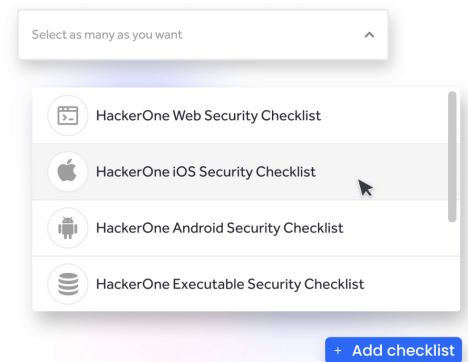 Select as many as you want
HackerOne Web Security Checklist
HackerOne iOS Security Checklist
HackerOne Android Security Checklist
HackerOne Executable Security Checklist
+ Add checklist